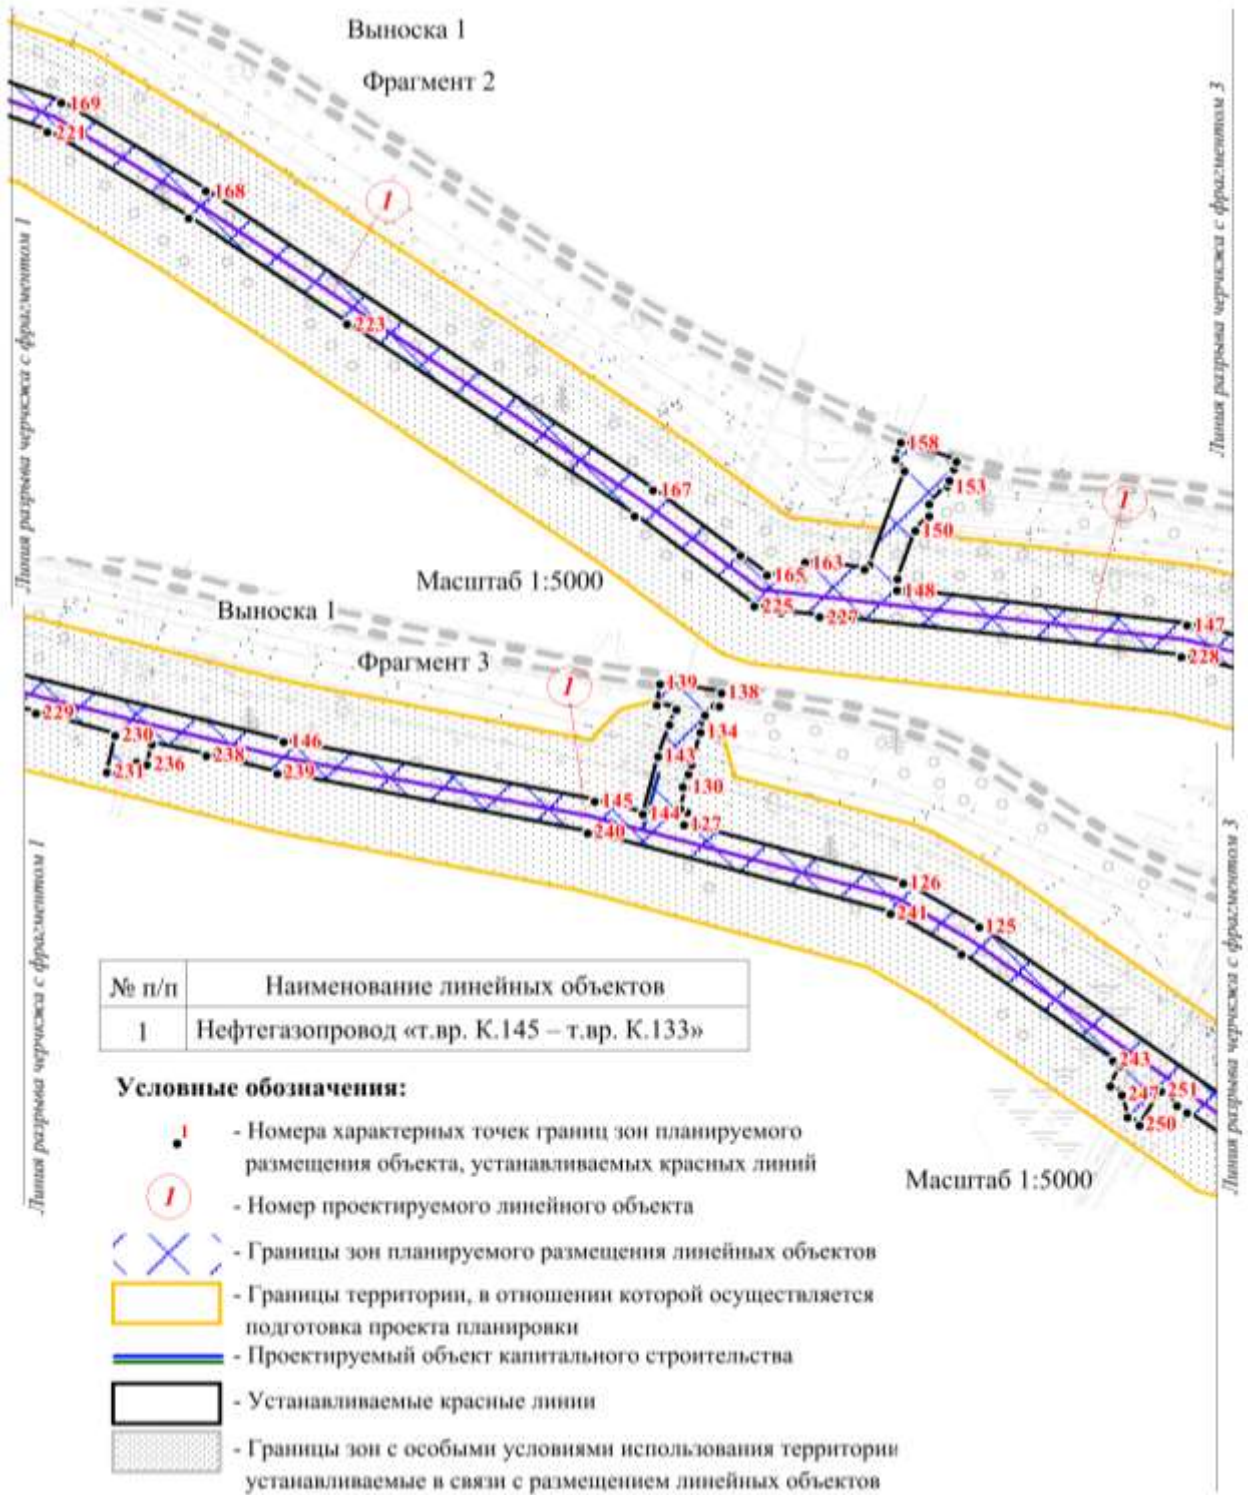 Выноска 1
Фрагмент 2
169
221
168
1
223
167
158
153
150
1
163
165
148
225
227
147
228
Линия разрыва чертежа с фрагментом 1
Линия разрыва чертежа с фрагментом 3
Масштаб 1:5000
Выноска 1
Фрагмент 3
1
139
138
134
143
130
144
127
229
230
146
231
236
238
239
145
240
126
241
125
243
247
251
250
Линия разрыва чертежа с фрагментом 1
Линия разрыва чертежа с фрагментом 3
№ п/п Наименование линейных объектов
1 Нефтегазопровод «т.вр. К.145 – т.вр. К.133»
Масштаб 1:5000
Условные обозначения:
1 - Номера характерных точек границ зон планируемого
размещения объекта, устанавливаемых красных линий
1 - Номер проектируемого линейного объекта
- Границы зон планируемого размещения линейных объектов
- Границы территории, в отношении которой осуществляется
подготовка проекта планировки
- Проектируемый объект капитального строительства
- Устанавливаемые красные линии
- Границы зон с особыми условиями использования территории
устанавливаемые в связи с размещением линейных объектов